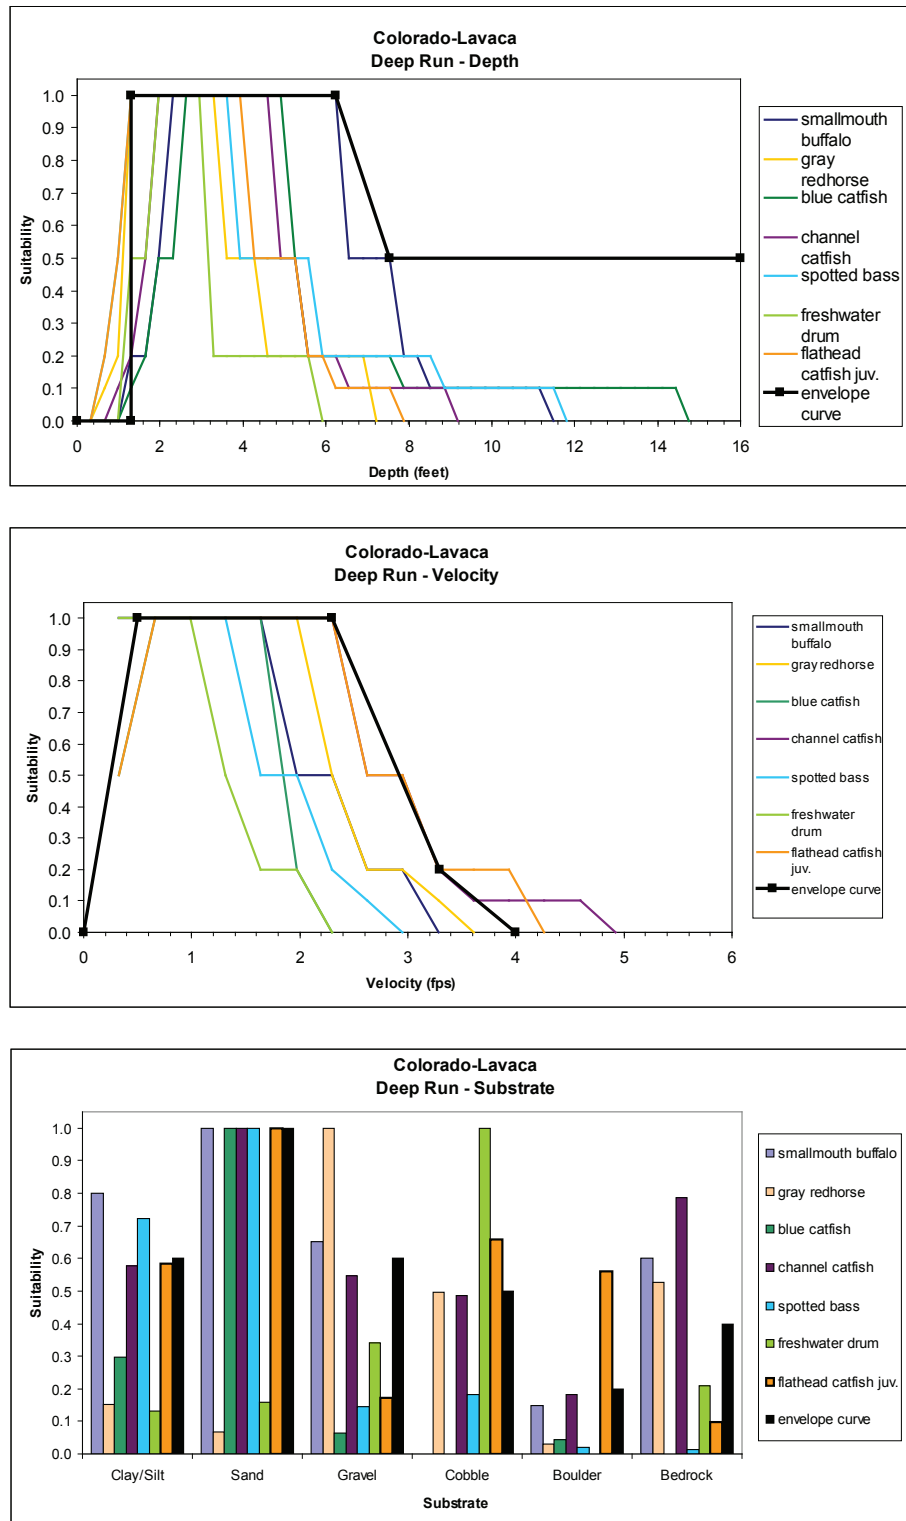 Colorado-Lavaca
Deep Run - Depth
1.0
0.9
0.8
0.7
0.6
0.5
0.4
0.3
0.2
0.1
0.0
Suitability
0 2 4 6 8 10 12 14 16
Depth (feet)
smallmouth
buffalo
gray
redhorse
blue catfish
channel
catfish
spotted bass
freshwater
drum
flathead
catfish juv.
envelope
curve
Colorado-Lavaca
Deep Run - Velocity
1.0
0.9
0.8
0.7
0.6
0.5
0.4
0.3
0.2
0.1
0.0
Suitability
0 1 2 3 4 5 6
Velocity (fps)
smallmouth
buffalo
gray redhorse
blue catfish
channel catfish
spotted bass
freshwater
drum
flathead catfish
juv.
envelope curve
Colorado-Lavaca
Deep Run - Substrate
1.0
0.9
0.8
0.7
0.6
0.5
0.4
0.3
0.2
0.1
0.0
Suitability
Clay/Silt Sand Gravel Cobble Boulder Bedrock
Substrate
smallmouth buffalo
gray redhorse
blue catfish
channel catfish
spotted bass
freshwater drum
flathead catfish juv.
envelope curve